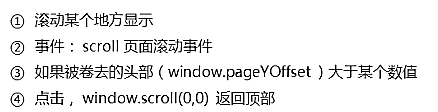 ① 滚动某个地方显示
② 事件：scroll 页面滚动事件
③ 如果被卷去的头部（window.pageYOffset ）大于某个数值
④ 点击，window.scroll(0,0) 返回顶部